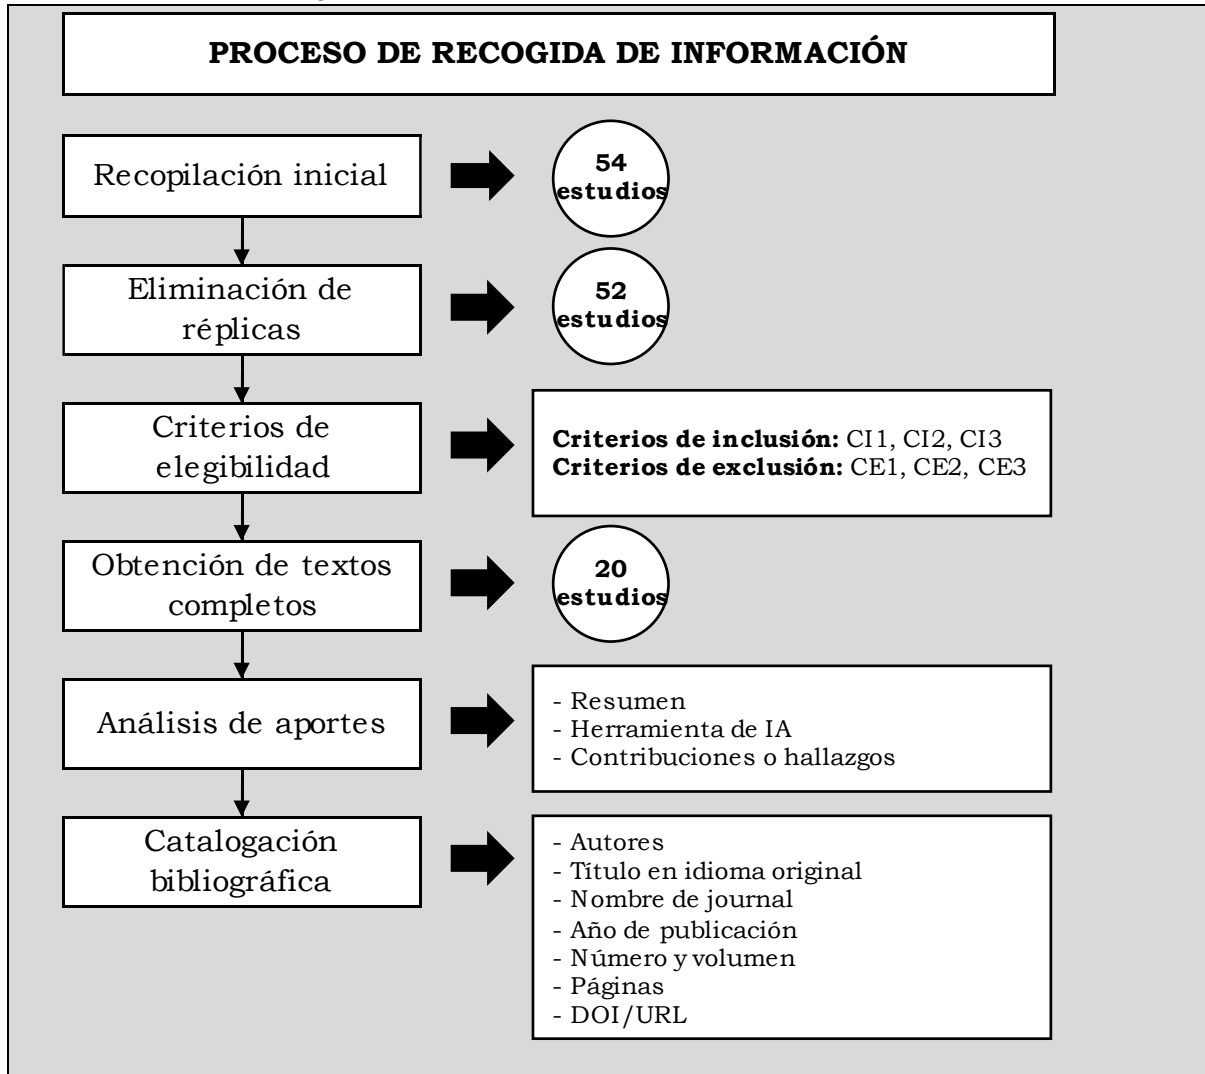 PROCESO DE RECOGIDA DE INFORMACIÓN
Recopilación inicial
54
estudios
Eliminación de
réplicas
52
estudios
Criterios de
elegibilidad
Criterios de inclusión: CI1, CI2, CI3
Criterios de exclusión: CE1, CE2, CE3
Obtención de textos
completos
20
estudios
Análisis de aportes
- Resumen
- Herramienta de IA
- Contribuciones o hallazgos
Catalogación
bibliográfica
- Autores
- Título en idioma original
- Nombre de journal
- Año de publicación
- Número y volumen
- Páginas
- DOI/URL